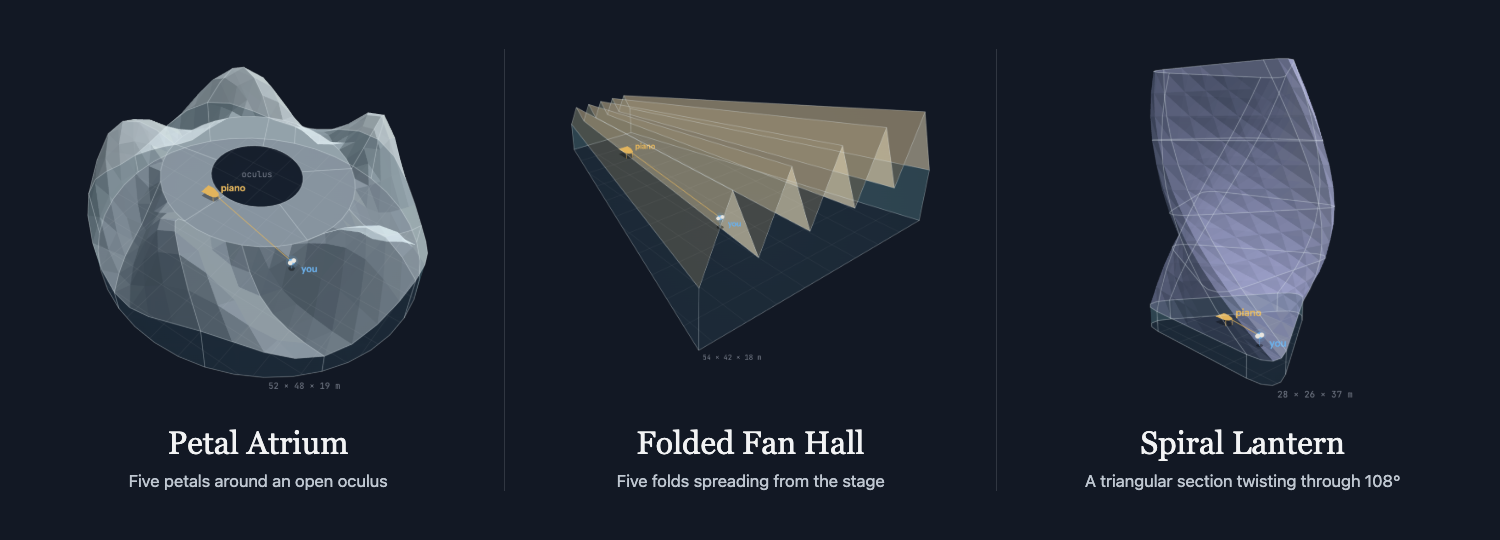 oculus
piano
you
52 × 48 × 19 m
Petal Atrium
Five petals around an open oculus
piano
you
54 × 42 × 18 m
Folded Fan Hall
Five folds spreading from the stage
piano
you
28 × 26 × 37 m
Spiral Lantern
A triangular section twisting through 108°